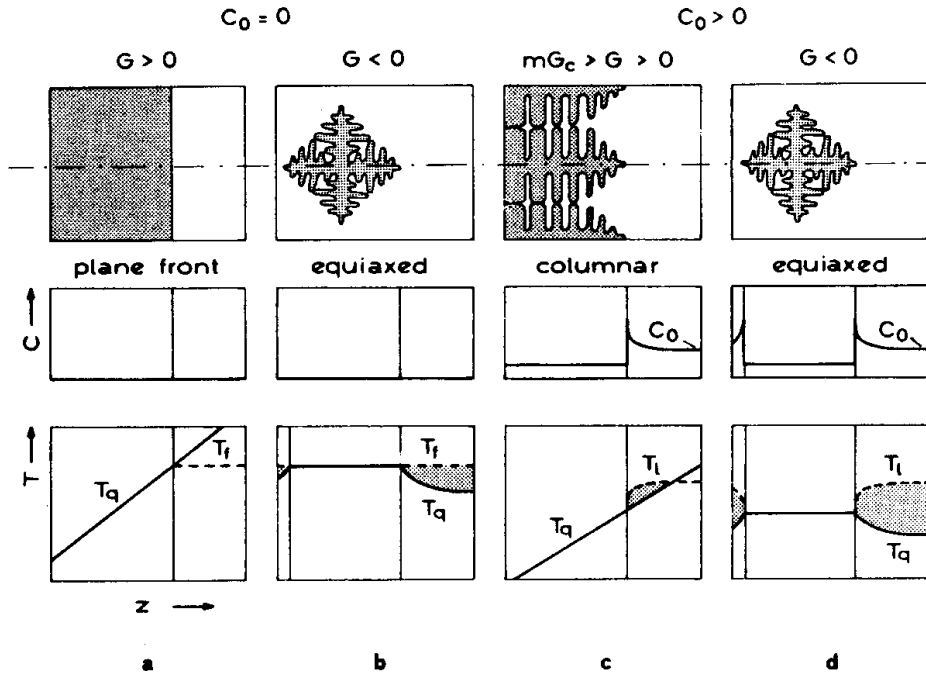 C₀ = 0 C₀ > 0
G > 0 G < 0 mG_c > G > 0 G < 0
plane front equiaxed columnar equiaxed
C C₀ C₀
T T_q T_f T_f T_q T_q T_l T_l T_q
z
a b c d